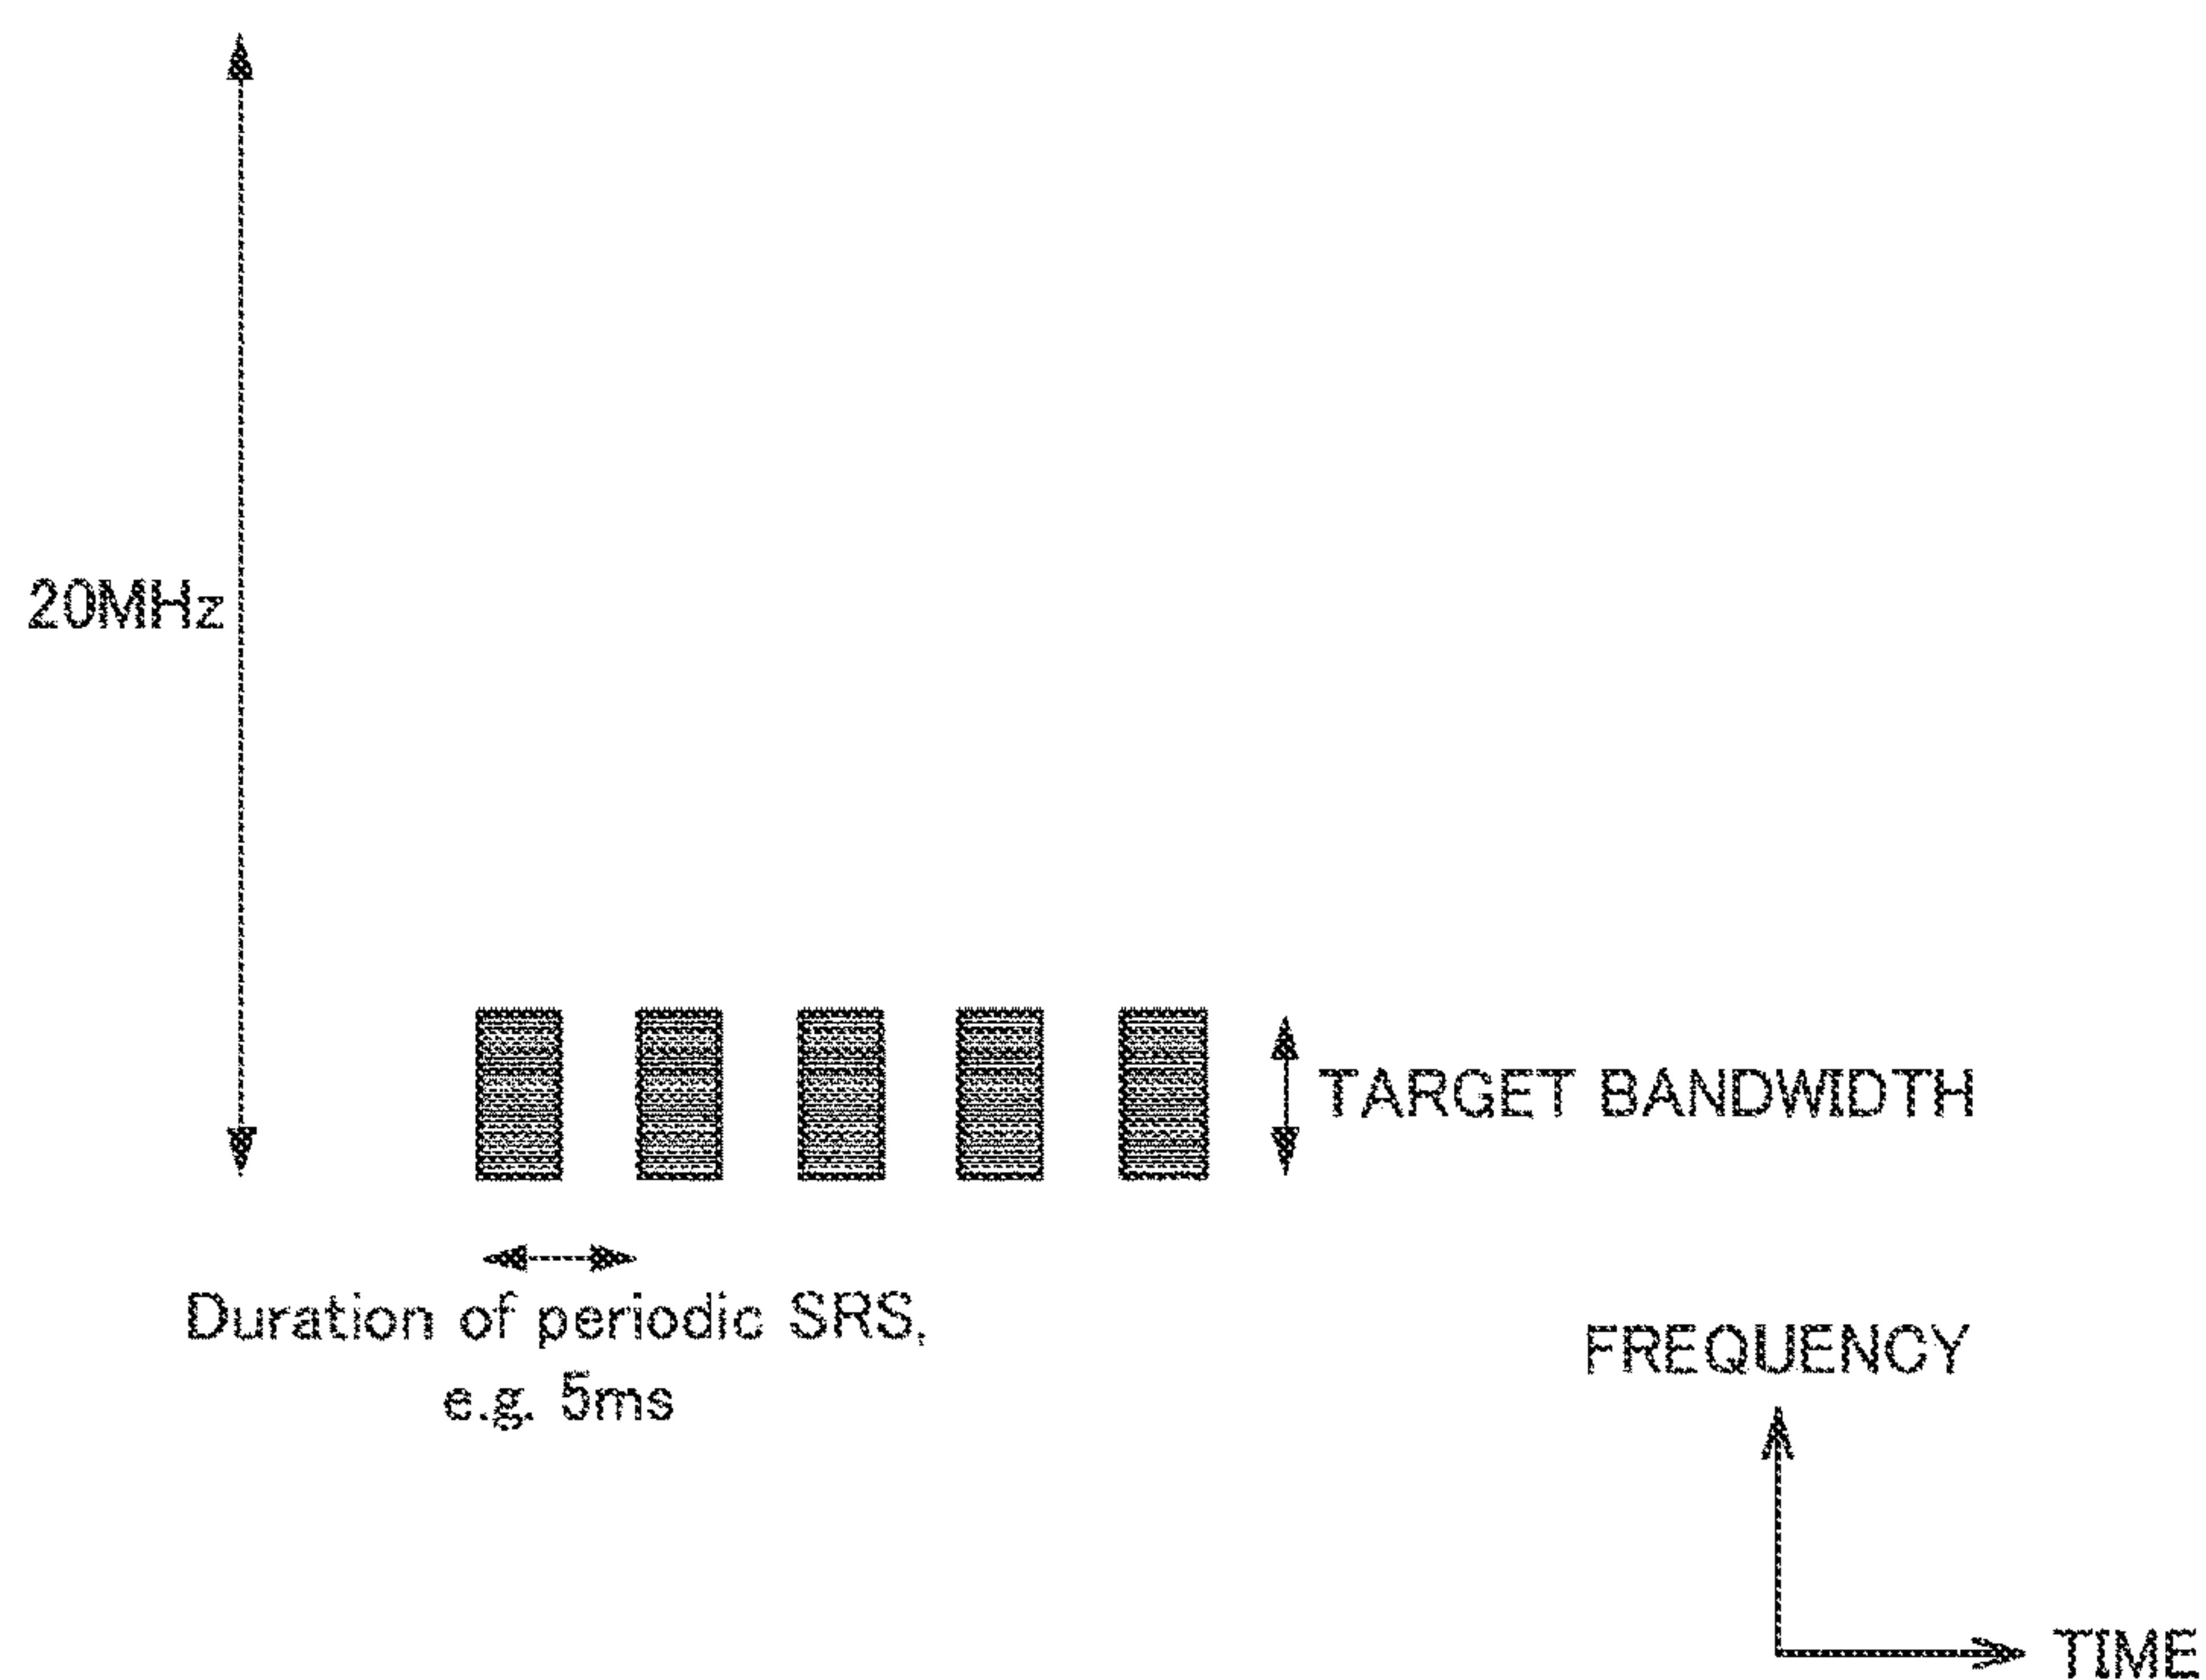 20MHz
TARGET BANDWIDTH
Duration of periodic SRS,
e.g. 5ms
FREQUENCY
TIME